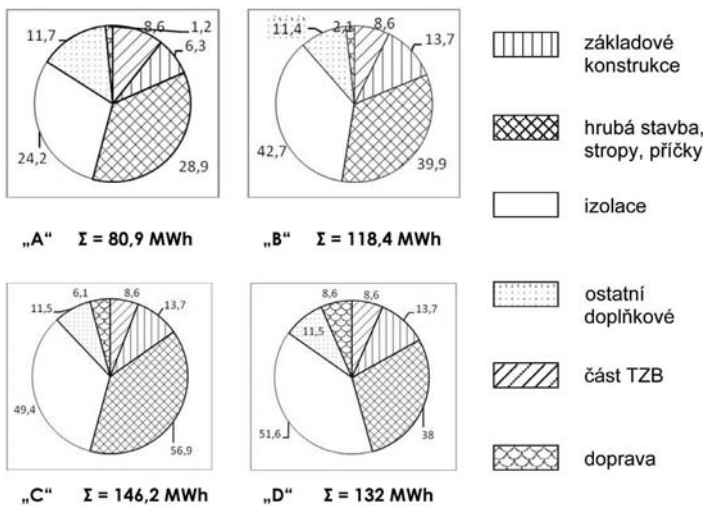 8,6
1,2
6,3
11,7
24,2
28,9
„A“ Σ = 80,9 MWh
11,4
2,1
8,6
13,7
42,7
39,9
„B“ Σ = 118,4 MWh
6,1
8,6
11,5
13,7
49,4
56,9
„C“ Σ = 146,2 MWh
8,6
8,6
11,5
13,7
51,6
38
„D“ Σ = 132 MWh
základové
konstrukce
hrubá stavba,
stropy, příčky
izolace
ostatní
doplňkové
část TZB
doprava